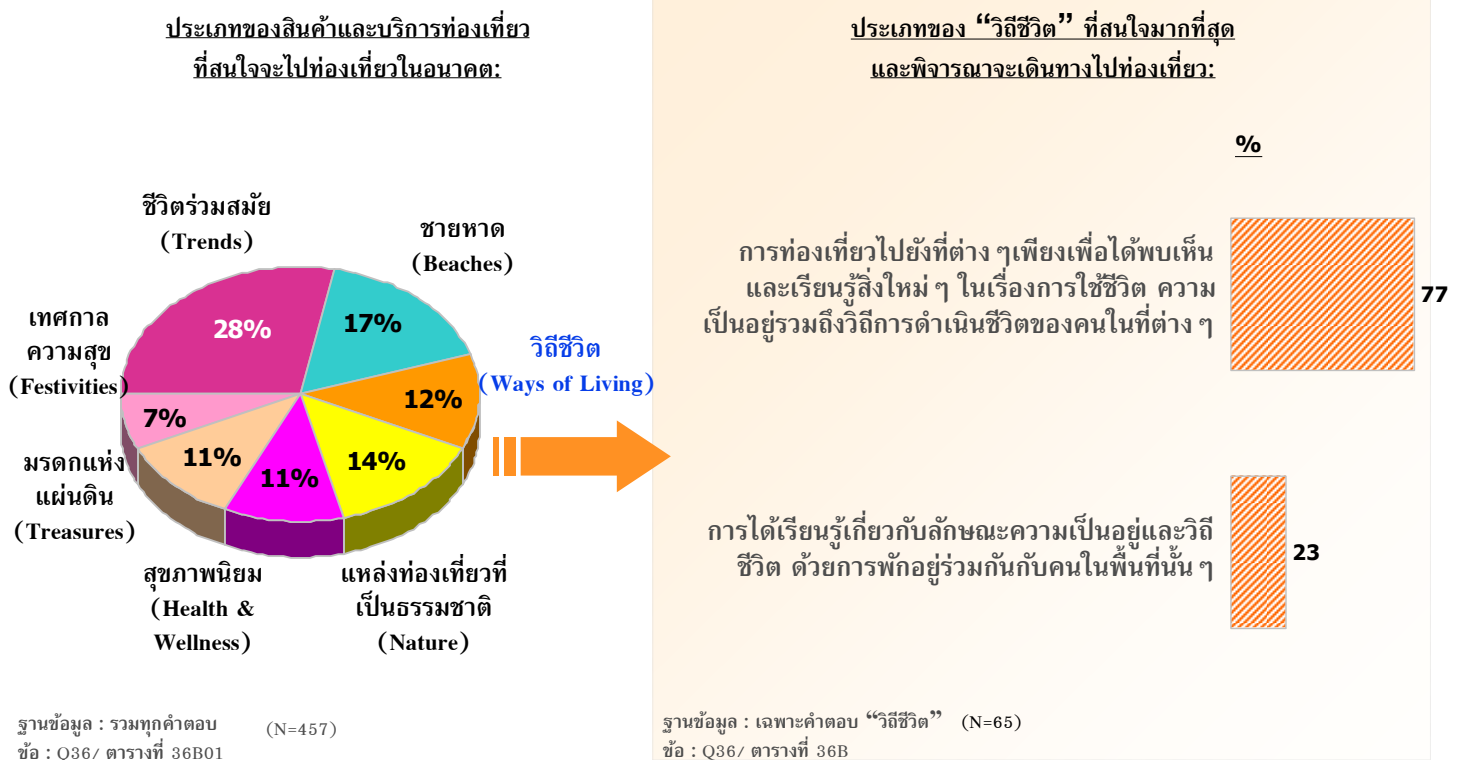 ประเภทของสินค้าและบริการท่องเที่ยว
ที่สนใจจะไปท่องเที่ยวในอนาคต:
ชีวิตร่วมสมัย
(Trends)
ชายหาด
(Beaches)
เทศกาล
ความสุข
(Festivities)
28%
17%
วิถีชีวิต
(Ways of Living)
12%
7%
11%
11%
14%
มรดกแห่ง
แผ่นดิน
(Treasures)
สุขภาพนิยม
(Health &
Wellness)
แหล่งท่องเที่ยวที่
เป็นธรรมชาติ
(Nature)
ฐานข้อมูล : รวมทุกคำตอบ (N=457)
ข้อ : Q36/ ตารางที่ 36B01
ประเภทของ “วิถีชีวิต” ที่สนใจมากที่สุด
และพิจารณาจะเดินทางไปท่องเที่ยว:
%
การท่องเที่ยวไปยังที่ต่าง ๆเพียงเพื่อได้พบเห็น
และเรียนรู้สิ่งใหม่ ๆ ในเรื่องการใช้ชีวิต ความ
เป็นอยู่รวมถึงวิถีการดำเนินชีวิตของคนในที่ต่าง ๆ
77
การได้เรียนรู้เกี่ยวกับลักษณะความเป็นอยู่และวิถี
ชีวิต ด้วยการพักอยู่ร่วมกันกับคนในพื้นที่นั้น ๆ
23
ฐานข้อมูล : เฉพาะคำตอบ “วิถีชีวิต” (N=65)
ข้อ : Q36/ ตารางที่ 36B